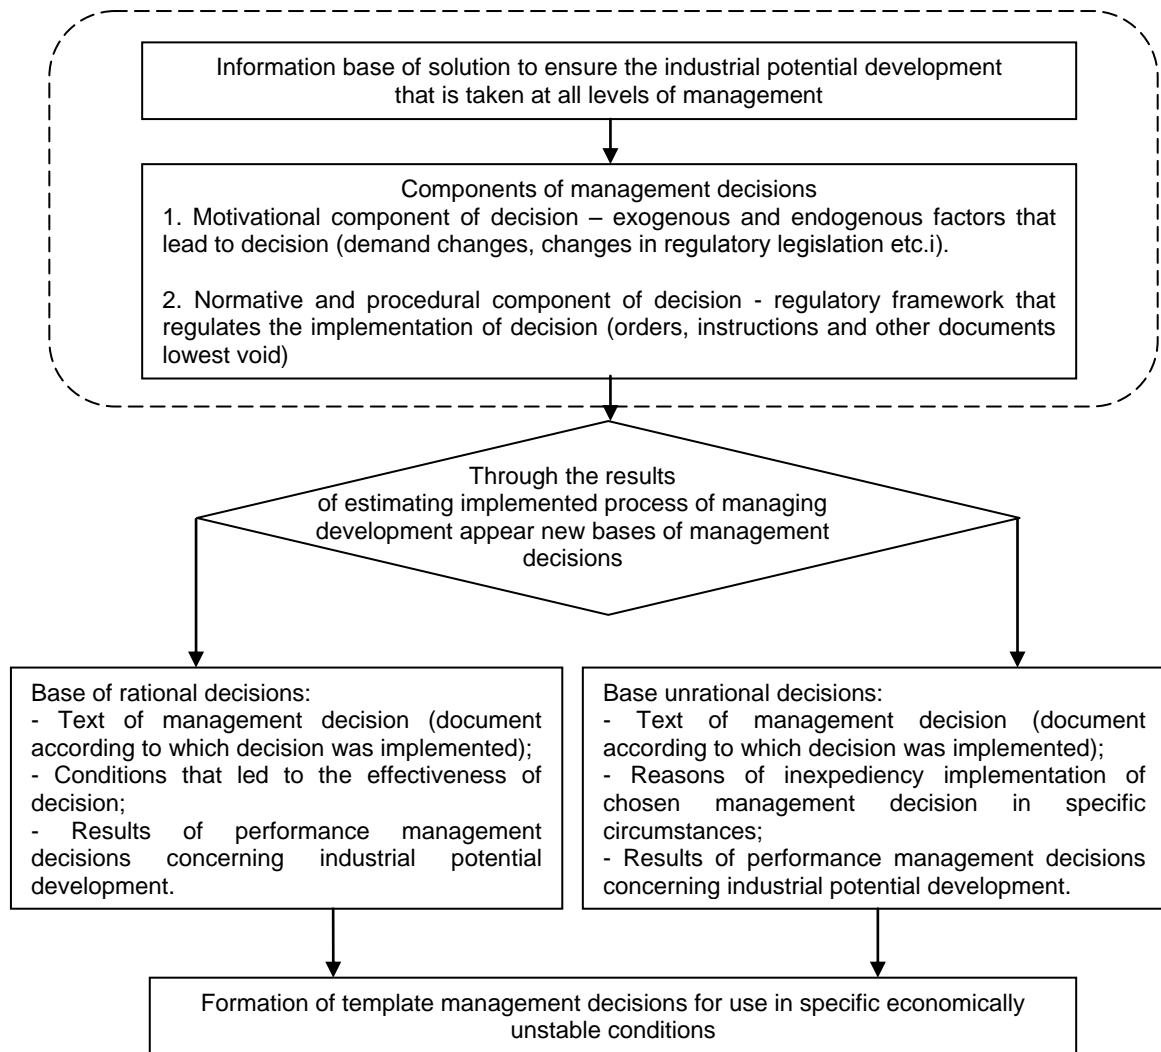 Information base of solution to ensure the industrial potential development
that is taken at all levels of management
Components of management decisions
1. Motivational component of decision – exogenous and endogenous factors that
lead to decision (demand changes, changes in regulatory legislation etc.i).
2. Normative and procedural component of decision - regulatory framework that
regulates the implementation of decision (orders, instructions and other documents
lowest void)
Through the results
of estimating implemented process of managing
development appear new bases of management
decisions
Base of rational decisions:
- Text of management decision (document
according to which decision was implemented);
- Conditions that led to the effectiveness of
decision;
- Results of performance management
decisions concerning industrial potential
development.
Base unrational decisions:
- Text of management decision (document
according to which decision was implemented);
- Reasons of inexpediency implementation of
chosen management decision in specific
circumstances;
- Results of performance management decisions
concerning industrial potential development.
Formation of template management decisions for use in specific economically
unstable conditions